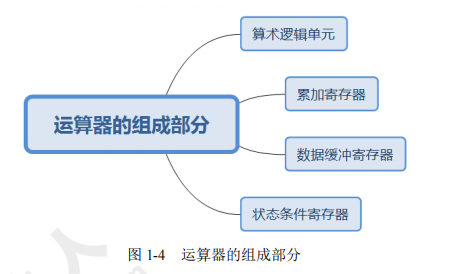 算术逻辑单元
累加寄存器
运算器的组成部分
数据缓冲寄存器
状态条件寄存器
图 1-4 运算器的组成部分